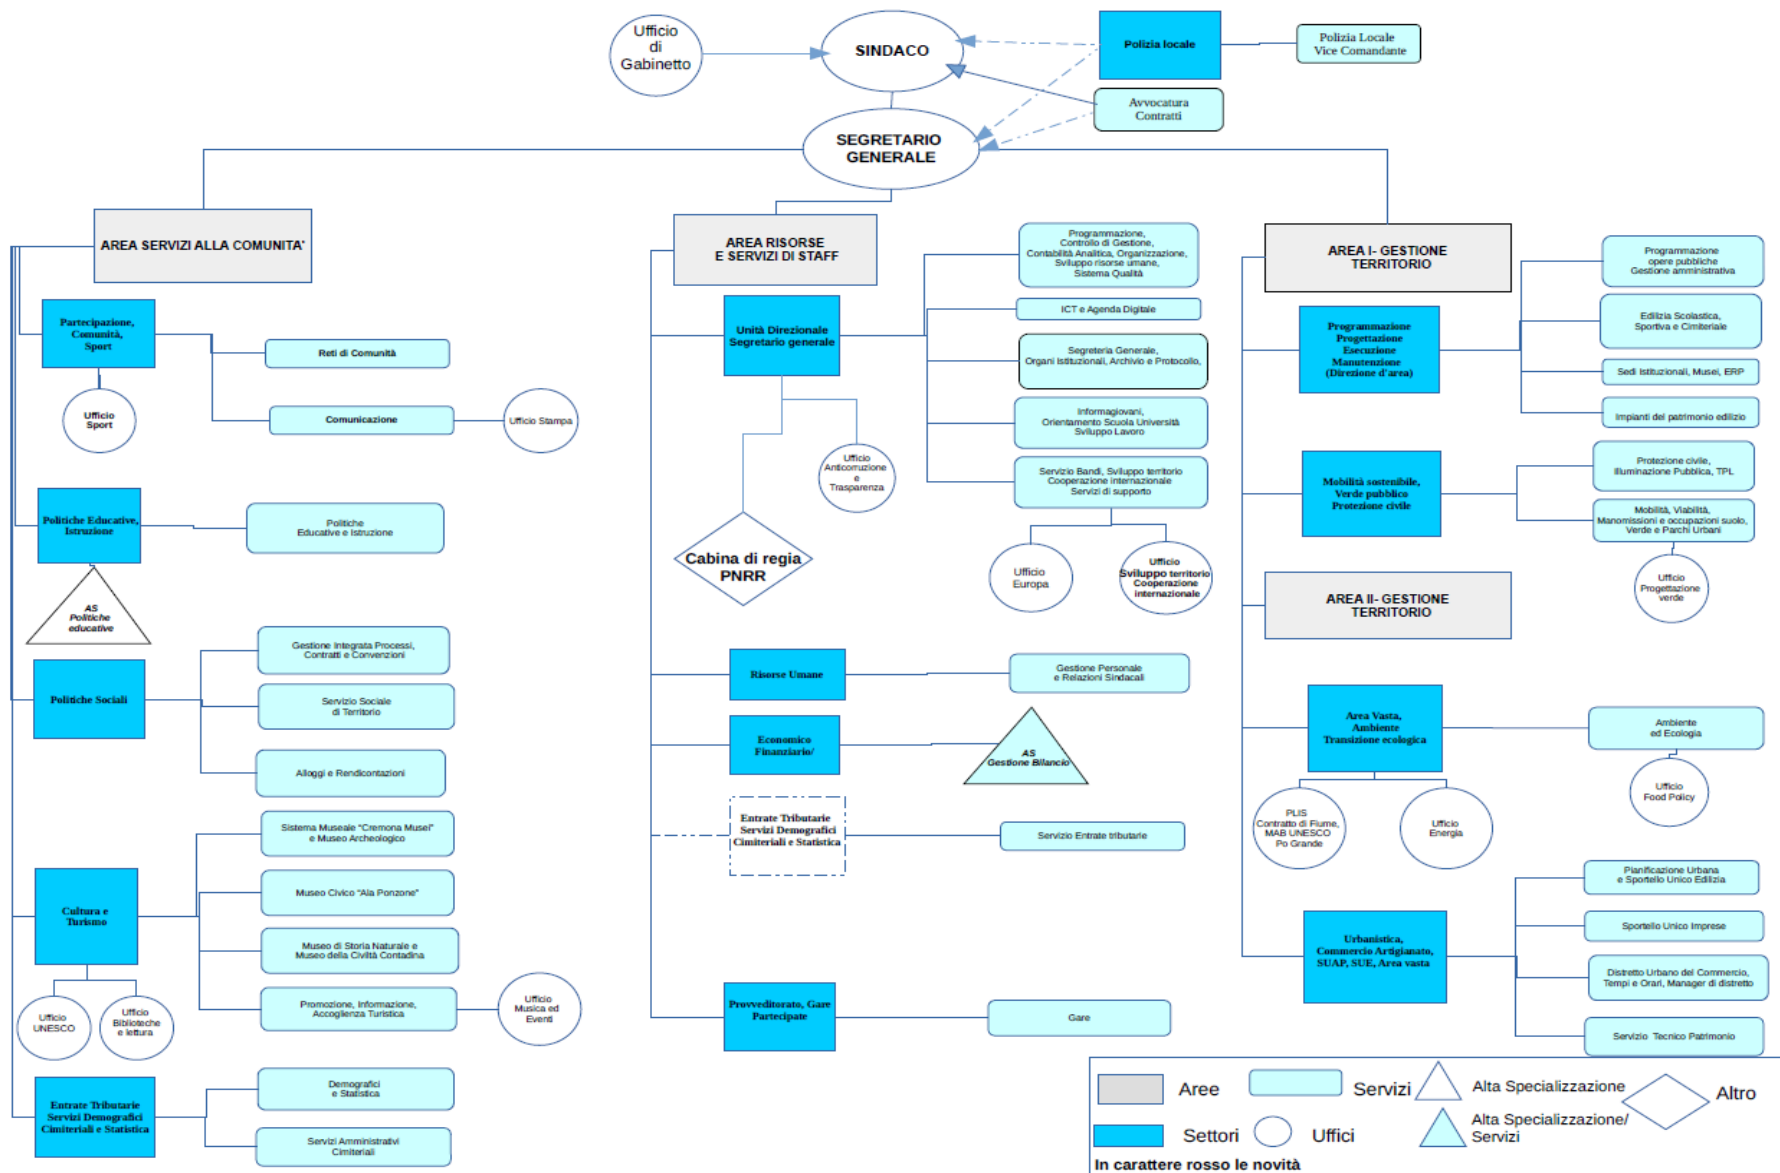 Ufficio
di
Gabinetto
SINDACO
Polizia locale
Polizia Locale
Vice Comandante
Avvocatura
Contratti
SEGRETARIO
GENERALE
AREA SERVIZI ALLA COMUNITA'
Partecipazione,
Comunità,
Sport
Reti di Comunità
Ufficio
Sport
Comunicazione
Ufficio Stampa
Politiche Educative,
Istruzione
Politiche
Educative e Istruzione
AS
Politiche
educative
Politiche Sociali
Gestione Integrata Processi,
Contratti e Convenzioni
Servizio Sociale
di Territorio
Alloggi e Rendicontazioni
Cultura e
Turismo
Sistema Museale "Cremona Musei"
e Museo Archeologico
Museo Civico "Ala Ponzone"
Museo di Storia Naturale e
Museo della Civiltà Contadina
Promozione, Informazione,
Accoglienza Turistica
Ufficio
Musica ed
Eventi
Ufficio
UNESCO
Ufficio
Biblioteche
e lettura
Entrate Tributarie
Servizi Demografici
Cimiteriali e Statistica
Demografici
e Statistica
Servizi Amministrativi
Cimiteriali
AREA RISORSE
E SERVIZI DI STAFF
Unità Direzionale
Segretario generale
Programmazione,
Controllo di Gestione,
Contabilità Analitica, Organizzazione,
Sviluppo risorse umane,
Sistema Qualità
ICT e Agenda Digitale
Segreteria Generale,
Organi Istituzionali, Archivio e Protocollo,
Informagiovani,
Orientamento Scuola Università
Sviluppo Lavoro
Servizio Bandi, Sviluppo territorio
Cooperazione internazionale
Servizi di supporto
Ufficio
Anticorruzione
e
Trasparenza
Cabina di regia
PNRR
Ufficio
Europa
Ufficio
Sviluppo territorio
Cooperazione
internazionale
Risorse Umane
Gestione Personale
e Relazioni Sindacali
Economico
Finanziario/
AS
Gestione Bilancio
Entrate Tributarie
Servizi Demografici
Cimiteriali e Statistica
Servizio Entrate tributarie
Provveditorato, Gare
Partecipate
Gare
AREA I- GESTIONE
TERRITORIO
Programmazione
Progettazione
Esecuzione
Manutenzione
(Direzione d'area)
Programmazione
opere pubbliche
Gestione amministrativa
Edilizia Scolastica,
Sportiva e Cimiteriale
Sedi Istituzionali, Musei, ERP
Impianti del patrimonio edilizio
Mobilità sostenibile,
Verde pubblico
Protezione civile
Protezione civile,
Illuminazione Pubblica, TPL
Mobilità, Viabilità,
Manomissioni e occupazioni suolo,
Verde e Parchi Urbani
Ufficio
Progettazione
verde
AREA II- GESTIONE
TERRITORIO
Area Vasta,
Ambiente
Transizione ecologica
Ambiente
ed Ecologia
Ufficio
Food Policy
PLIS
Contratto di Fiume,
MAB UNESCO
Po Grande
Ufficio
Energia
Urbanistica,
Commercio Artigianato,
SUAP, SUE, Area vasta
Pianificazione Urbana
e Sportello Unico Edilizia
Sportello Unico Imprese
Distretto Urbano del Commercio,
Tempi e Orari, Manager di distretto
Servizio Tecnico Patrimonio
Aree
Servizi
Alta Specializzazione
Altro
Settori
Uffici
Alta Specializzazione/
Servizi
In carattere rosso le novità